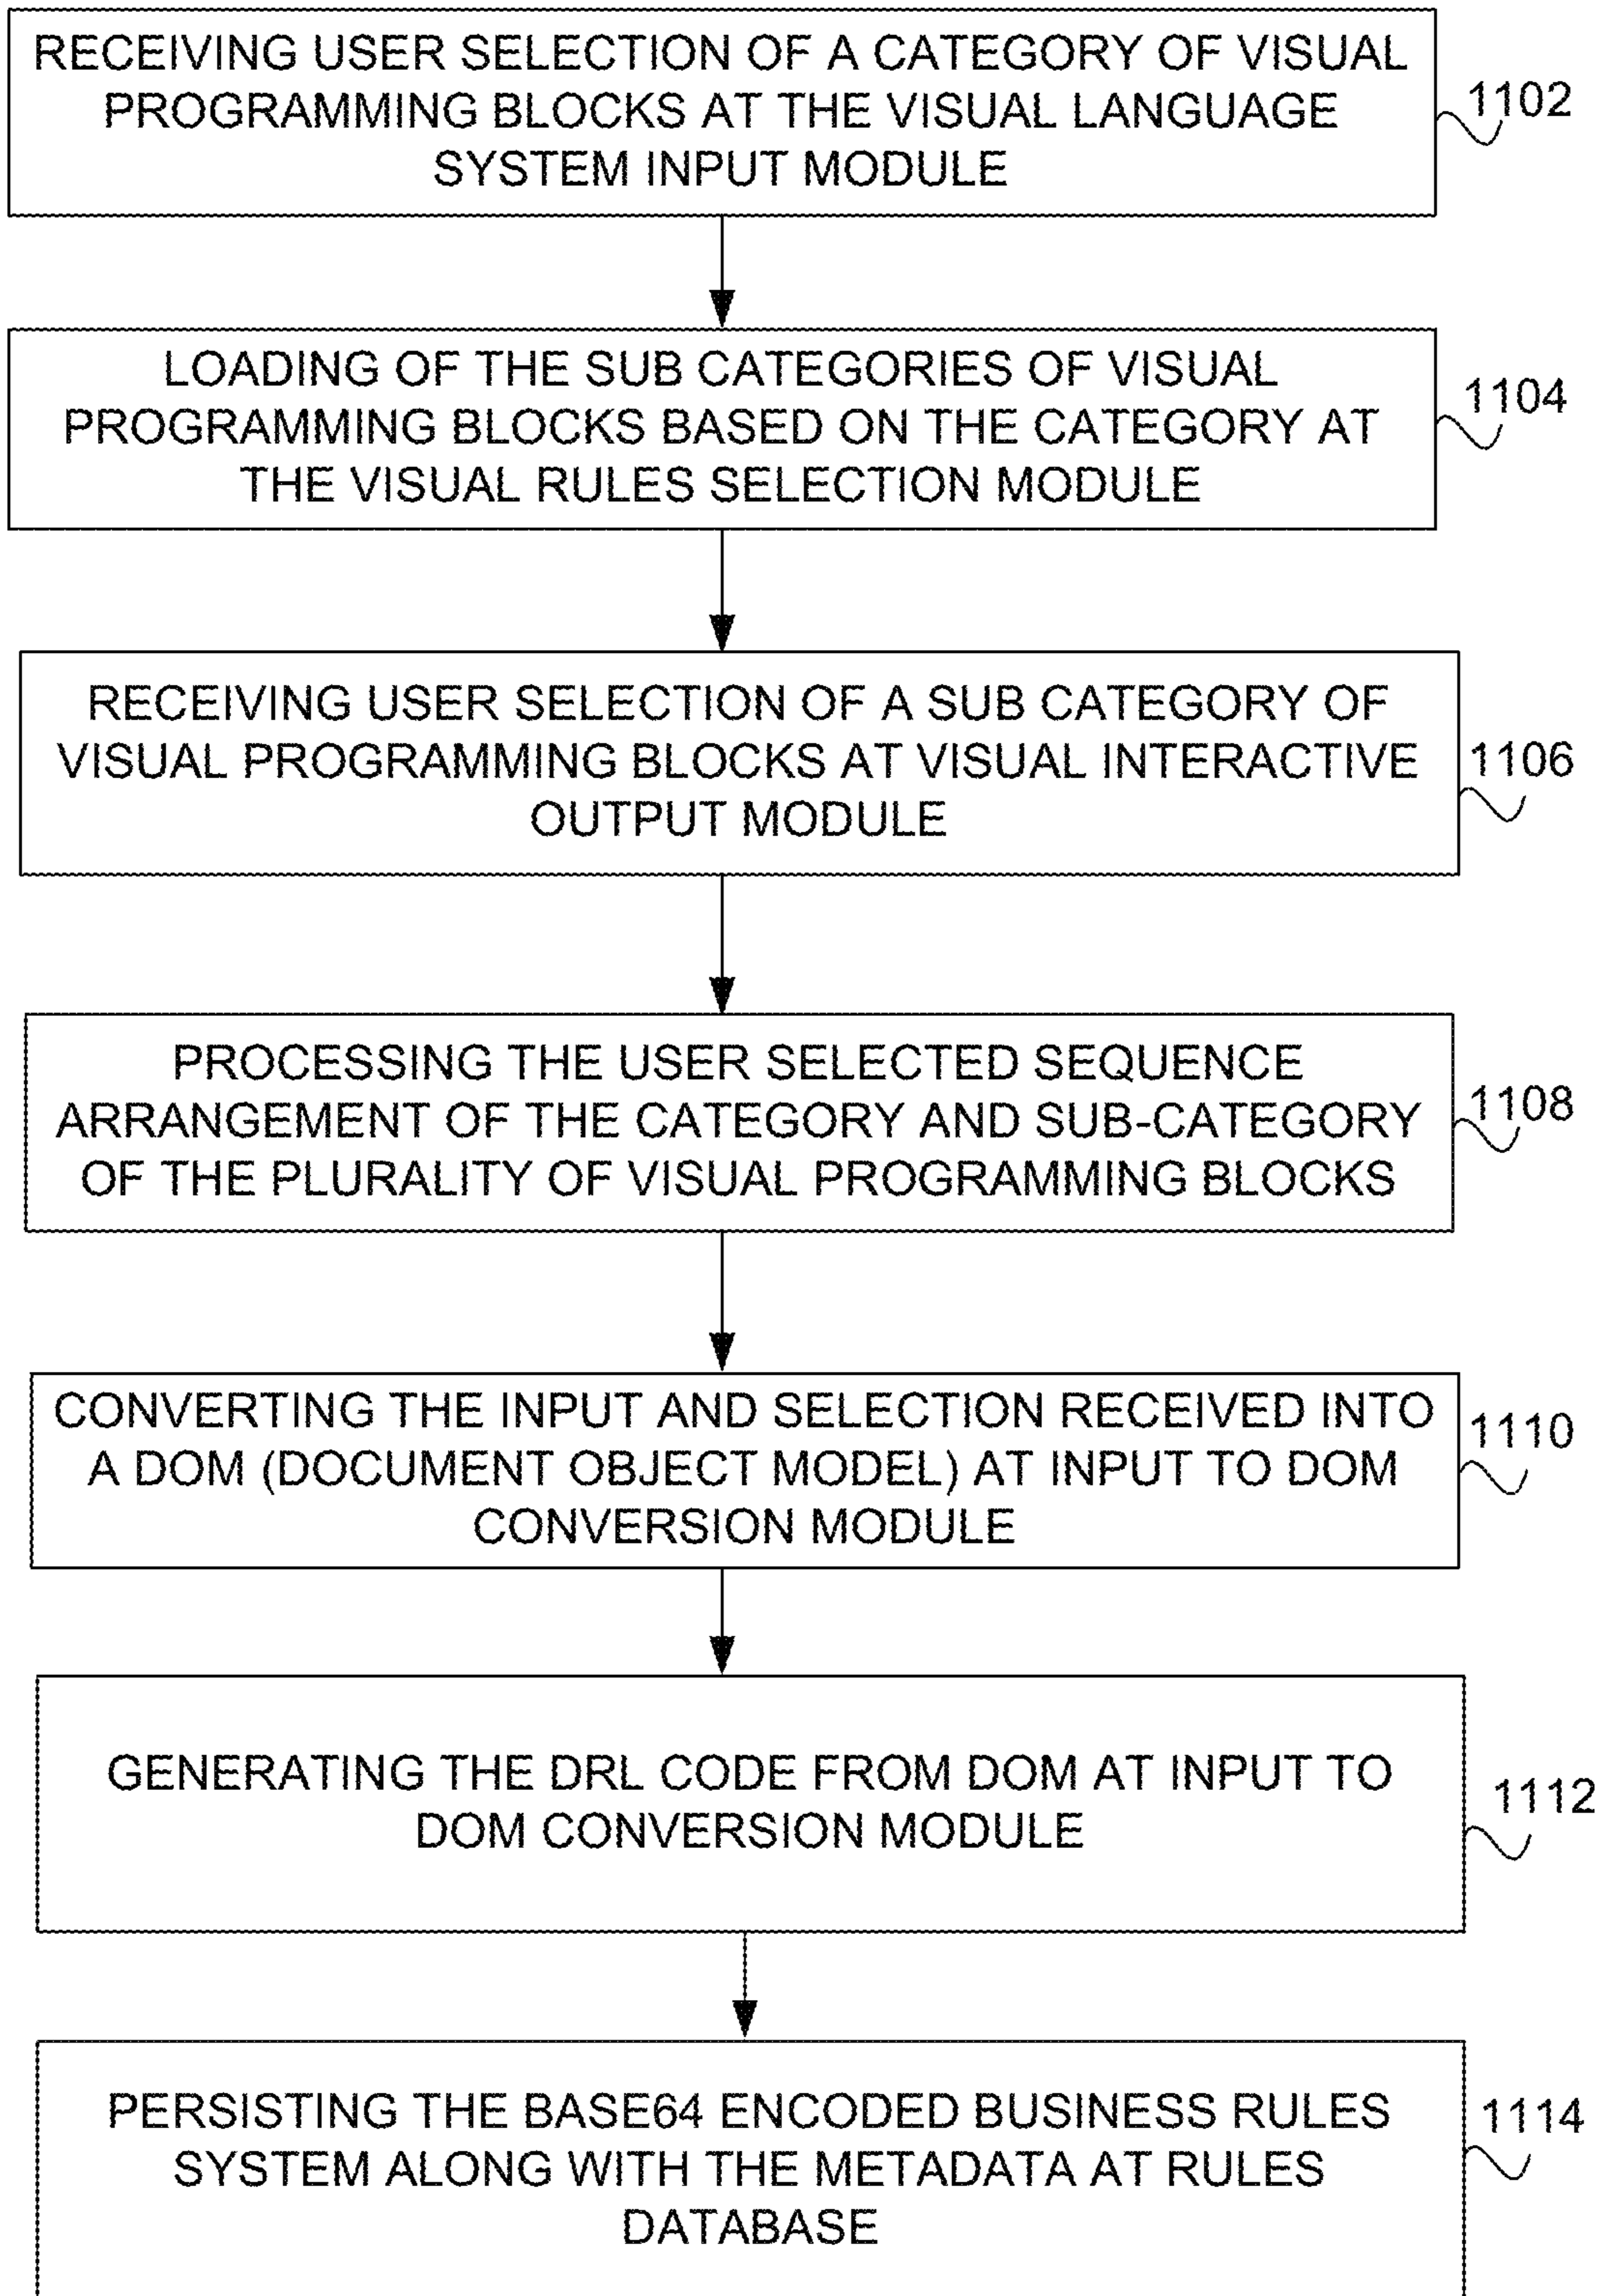 RECEIVING USER SELECTION OF A CATEGORY OF VISUAL
PROGRAMMING BLOCKS AT THE VISUAL LANGUAGE
SYSTEM INPUT MODULE
1102
LOADING OF THE SUB CATEGORIES OF VISUAL
PROGRAMMING BLOCKS BASED ON THE CATEGORY AT
THE VISUAL RULES SELECTION MODULE
1104
RECEIVING USER SELECTION OF A SUB CATEGORY OF
VISUAL PROGRAMMING BLOCKS AT VISUAL INTERACTIVE
OUTPUT MODULE
1106
PROCESSING THE USER SELECTED SEQUENCE
ARRANGEMENT OF THE CATEGORY AND SUB-CATEGORY
OF THE PLURALITY OF VISUAL PROGRAMMING BLOCKS
1108
CONVERTING THE INPUT AND SELECTION RECEIVED INTO
A DOM (DOCUMENT OBJECT MODEL) AT INPUT TO DOM
CONVERSION MODULE
1110
GENERATING THE DRL CODE FROM DOM AT INPUT TO
DOM CONVERSION MODULE
1112
PERSISTING THE BASE64 ENCODED BUSINESS RULES
SYSTEM ALONG WITH THE METADATA AT RULES
DATABASE
1114